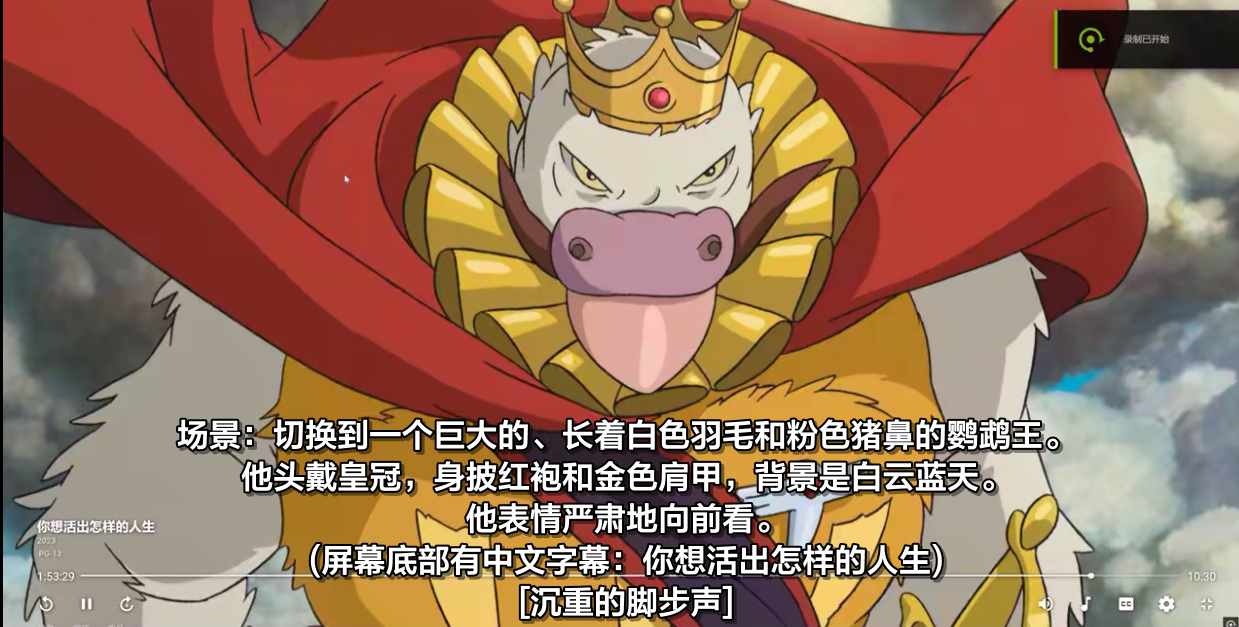 录制已开始
场景：切换到一个巨大的、长着白色羽毛和粉色猪鼻的鹦鹉王。
他头戴皇冠，身披红袍和金色肩甲，背景是白云蓝天。
他表情严肃地向前看。
你想活出怎样的人生
2023
PG-13
（屏幕底部有中文字幕：你想活出怎样的人生）
1:53:29
10:30
[沉重的脚步声]
CC